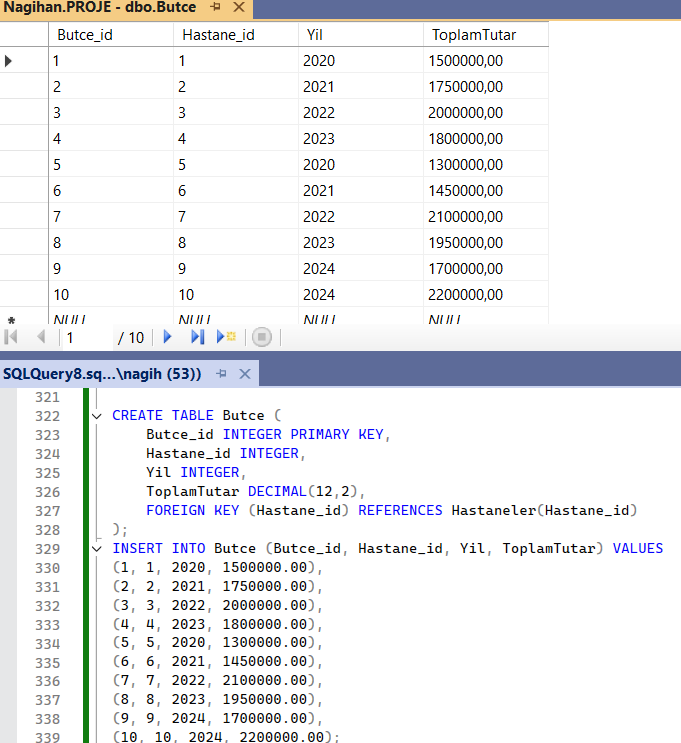 Nagihan.PROJE - dbo.Butce
Butce_id Hastane_id Yil ToplamTutar
1 1 2020 1500000,00
2 2 2021 1750000,00
3 3 2022 2000000,00
4 4 2023 1800000,00
5 5 2020 1300000,00
6 6 2021 1450000,00
7 7 2022 2100000,00
8 8 2023 1950000,00
9 9 2024 1700000,00
10 10 2024 2200000,00
NULL NULL NULL NULL
1 / 10
SQLQuery8.sq...\nagih (53))
321
322 CREATE TABLE Butce (
323 Butce_id INTEGER PRIMARY KEY,
324 Hastane_id INTEGER,
325 Yil INTEGER,
326 ToplamTutar DECIMAL(12,2),
327 FOREIGN KEY (Hastane_id) REFERENCES Hastaneler(Hastane_id)
328 );
329 INSERT INTO Butce (Butce_id, Hastane_id, Yil, ToplamTutar) VALUES
330 (1, 1, 2020, 1500000.00),
331 (2, 2, 2021, 1750000.00),
332 (3, 3, 2022, 2000000.00),
333 (4, 4, 2023, 1800000.00),
334 (5, 5, 2020, 1300000.00),
335 (6, 6, 2021, 1450000.00),
336 (7, 7, 2022, 2100000.00),
337 (8, 8, 2023, 1950000.00),
338 (9, 9, 2024, 1700000.00),
339 (10, 10, 2024, 2200000.00);